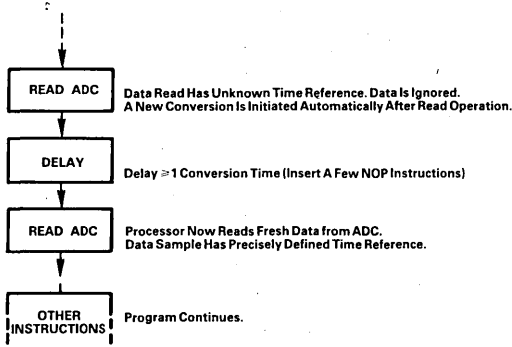 READ ADC
Data Read Has Unknown Time Reference. Data Is Ignored.
A New Conversion Is Initiated Automatically After Read Operation.
DELAY
Delay ⩾ 1 Conversion Time (Insert A Few NOP Instructions)
READ ADC
Processor Now Reads Fresh Data from ADC.
Data Sample Has Precisely Defined Time Reference.
OTHER
INSTRUCTIONS
Program Continues.